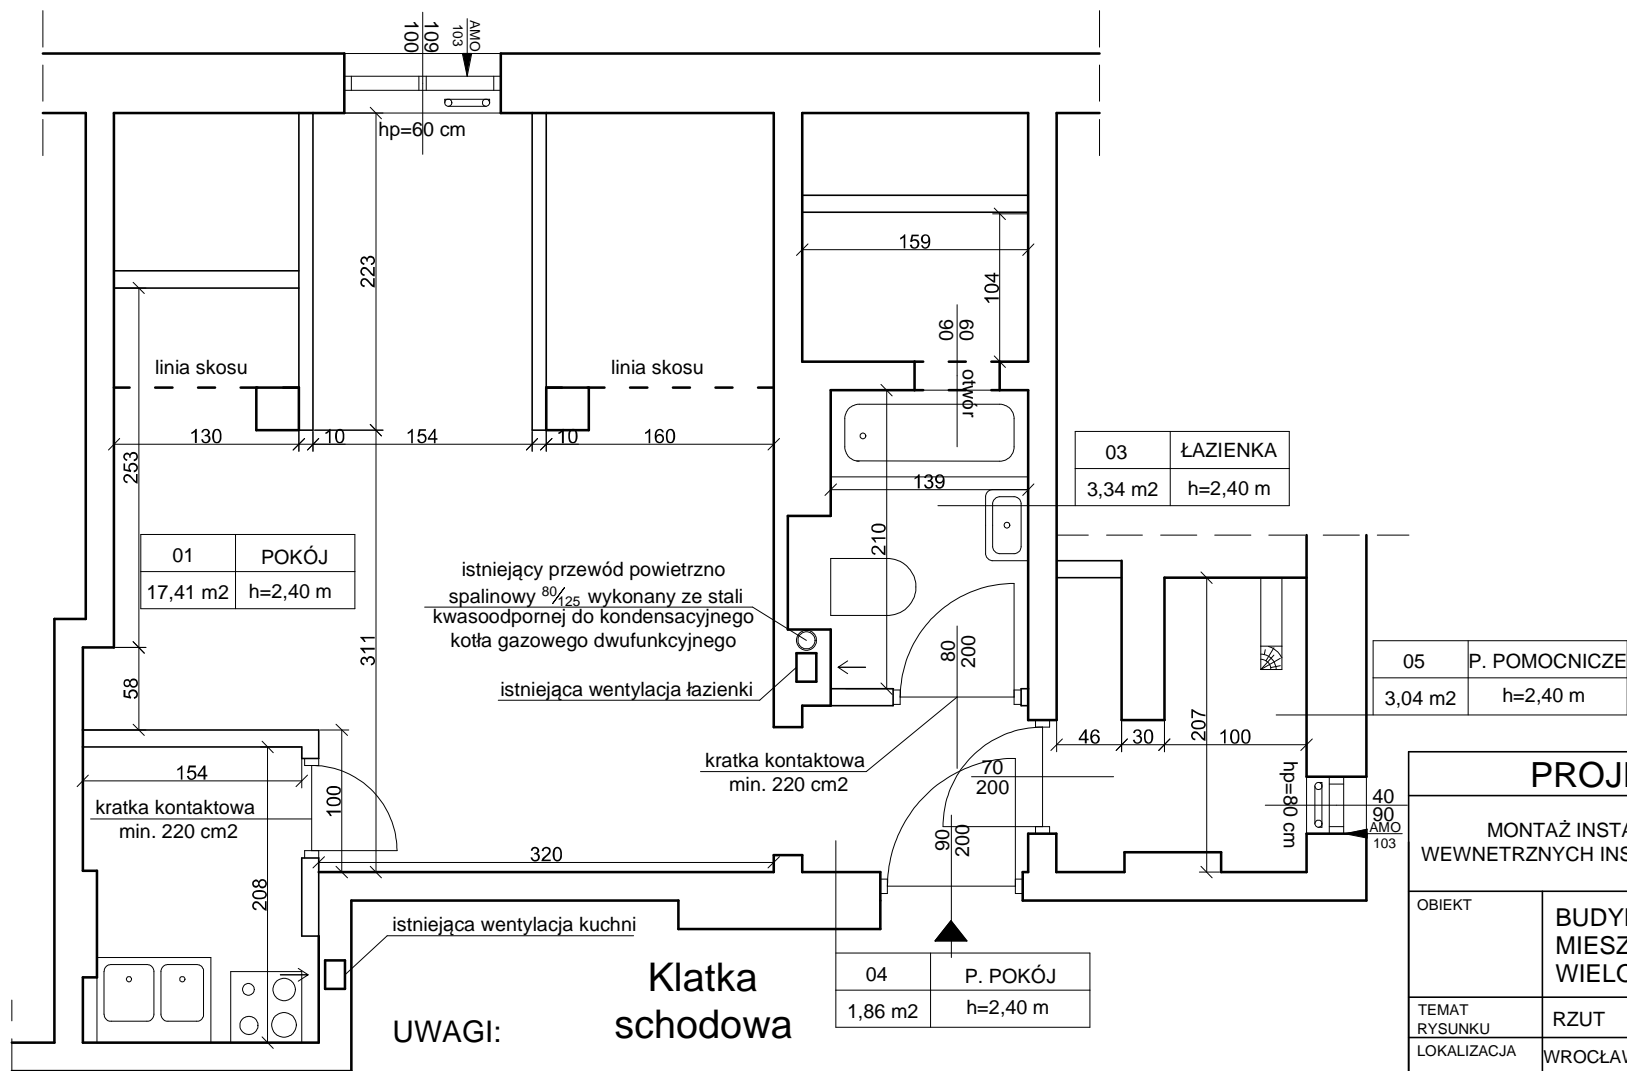 109
100
AMO
103
hp=60 cm
159
223
104
90
60
otwór
linia skosu
linia skosu
130
10
154
10
160
253
139
210
03 ŁAZIENKA
3,34 m2 h=2,40 m
01 POKÓJ
17,41 m2 h=2,40 m
istniejący przewód powietrzno
spalinowy 80/125 wykonany ze stali
kwasoodpornej do kondensacyjnego
kotła gazowego dwufunkcyjnego
istniejąca wentylacja łazienki
311
58
80
200
05 P. POMOCNICZE
3,04 m2 h=2,40 m
46
30
207
100
kratka kontaktowa
min. 220 cm2
70
200
154
kratka kontaktowa
min. 220 cm2
100
hp=80 cm
40
90
AMO
103
90
200
320
208
istniejąca wentylacja kuchni
Klatka
schodowa
04 P. POKÓJ
1,86 m2 h=2,40 m
UWAGI:
PROJ
MONTAŻ INSTA
WEWNETRZNYCH INS
OBIEKT
BUDY
MIESZ
WIELO
TEMAT
RYSUNKU
RZUT
LOKALIZACJA
WROCŁAW